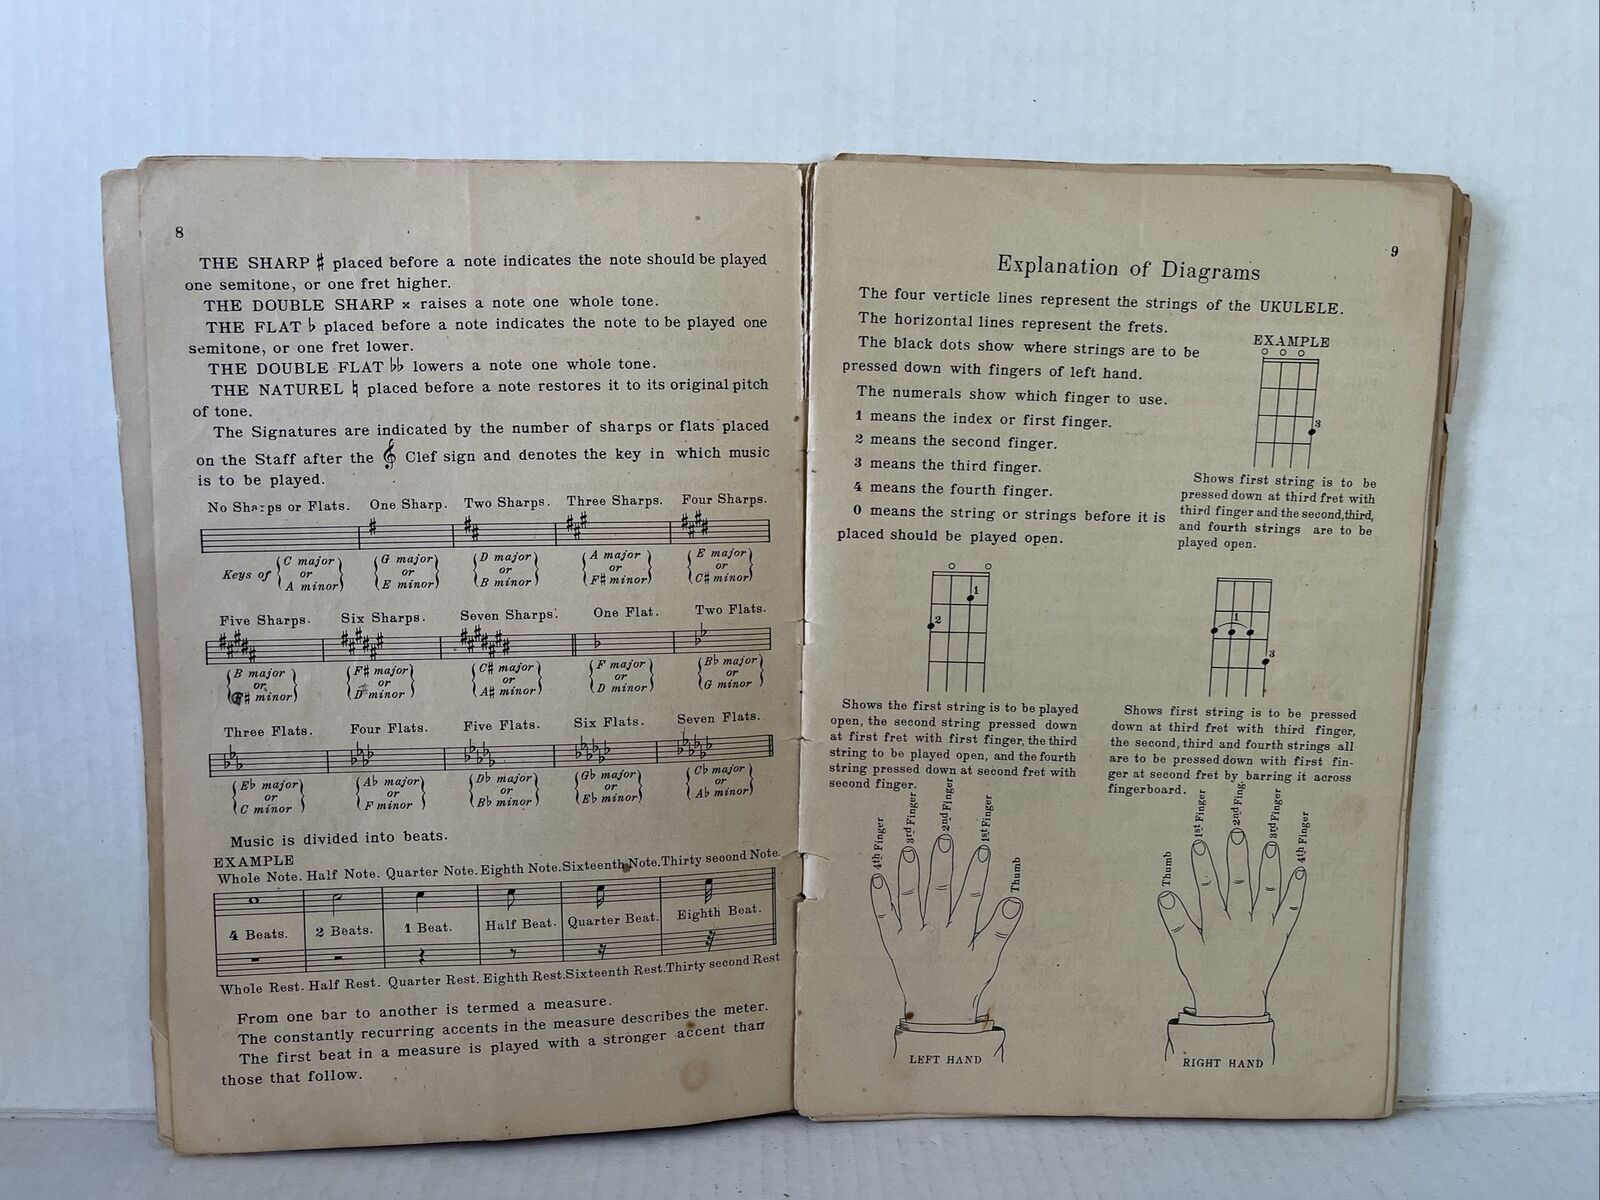 8
THE SHARP ♯ placed before a note indicates the note should be played
one semitone, or one fret higher.
THE DOUBLE SHARP × raises a note one whole tone.
THE FLAT ♭ placed before a note indicates the note to be played one
semitone, or one fret lower.
THE DOUBLE FLAT ♭♭ lowers a note one whole tone.
THE NATUREL ♮ placed before a note restores it to its original pitch
of tone.
The Signatures are indicated by the number of sharps or flats placed
on the Staff after the 𝄞 Clef sign and denotes the key in which music
is to be played.
No Sharps or Flats. One Sharp. Two Sharps. Three Sharps. Four Sharps.
Keys of
C major or A minor
G major or E minor
D major or B minor
A major or F♯ minor
E major or C♯ minor
Five Sharps. Six Sharps. Seven Sharps. One Flat. Two Flats.
B major or ♯ minor
F♯ major or D minor
C♯ major or A♯ minor
F major or D minor
B♭ major or G minor
Three Flats. Four Flats. Five Flats. Six Flats. Seven Flats.
E♭ major or C minor
A♭ major or F minor
D♭ major or B♭ minor
G♭ major or E♭ minor
C♭ major or A♭ minor
Music is divided into beats.
EXAMPLE
Whole Note. Half Note. Quarter Note. Eighth Note. Sixteenth Note. Thirty second Note.
4 Beats. 2 Beats. 1 Beat. Half Beat. Quarter Beat. Eighth Beat.
Whole Rest. Half Rest. Quarter Rest. Eighth Rest. Sixteenth Rest. Thirty second Rest
From one bar to another is termed a measure.
The constantly recurring accents in the measure describes the meter.
The first beat in a measure is played with a stronger accent than
those that follow.
9
Explanation of Diagrams
The four verticle lines represent the strings of the UKULELE.
The horizontal lines represent the frets.
The black dots show where strings are to be
pressed down with fingers of left hand.
The numerals show which finger to use.
1 means the index or first finger.
2 means the second finger.
3 means the third finger.
4 means the fourth finger.
0 means the string or strings before it is
placed should be played open.
EXAMPLE
3
Shows first string is to be
pressed down at third fret with
third finger and the second, third,
and fourth strings are to be
played open.
1
2
Shows the first string is to be played
open, the second string pressed down
at first fret with first finger, the third
string to be played open, and the fourth
string pressed down at second fret with
second finger.
1
3
Shows first string is to be pressed
down at third fret with third finger,
the second, third and fourth strings all
are to be pressed down with first fin-
ger at second fret by barring it across
fingerboard.
4th Finger
3rd Finger
2nd Finger
1st Finger
Thumb
LEFT HAND
Thumb
1st Finger
2nd Fing.
3rd Finger
4th Finger
RIGHT HAND